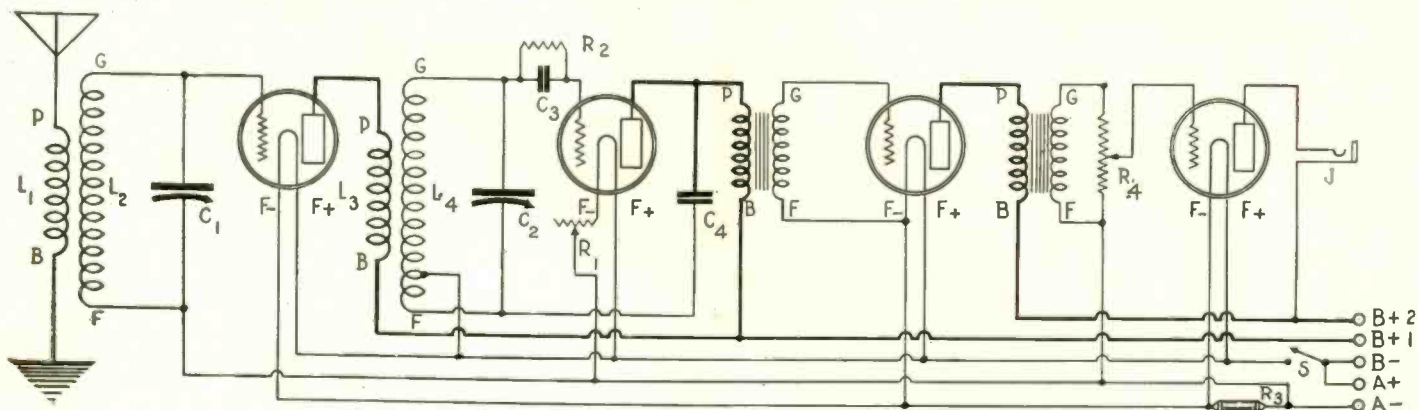 G
R2
G
P
G
P
G
C3
P
P
L1
L2
C1
F-
F+
L3
L4
C2
F-
F+
C4
B
F
F-
F+
B
F
R4
F-
F+
J
R1
B
F
B
F
B+2
B+1
B-
S
A+
R3
A-